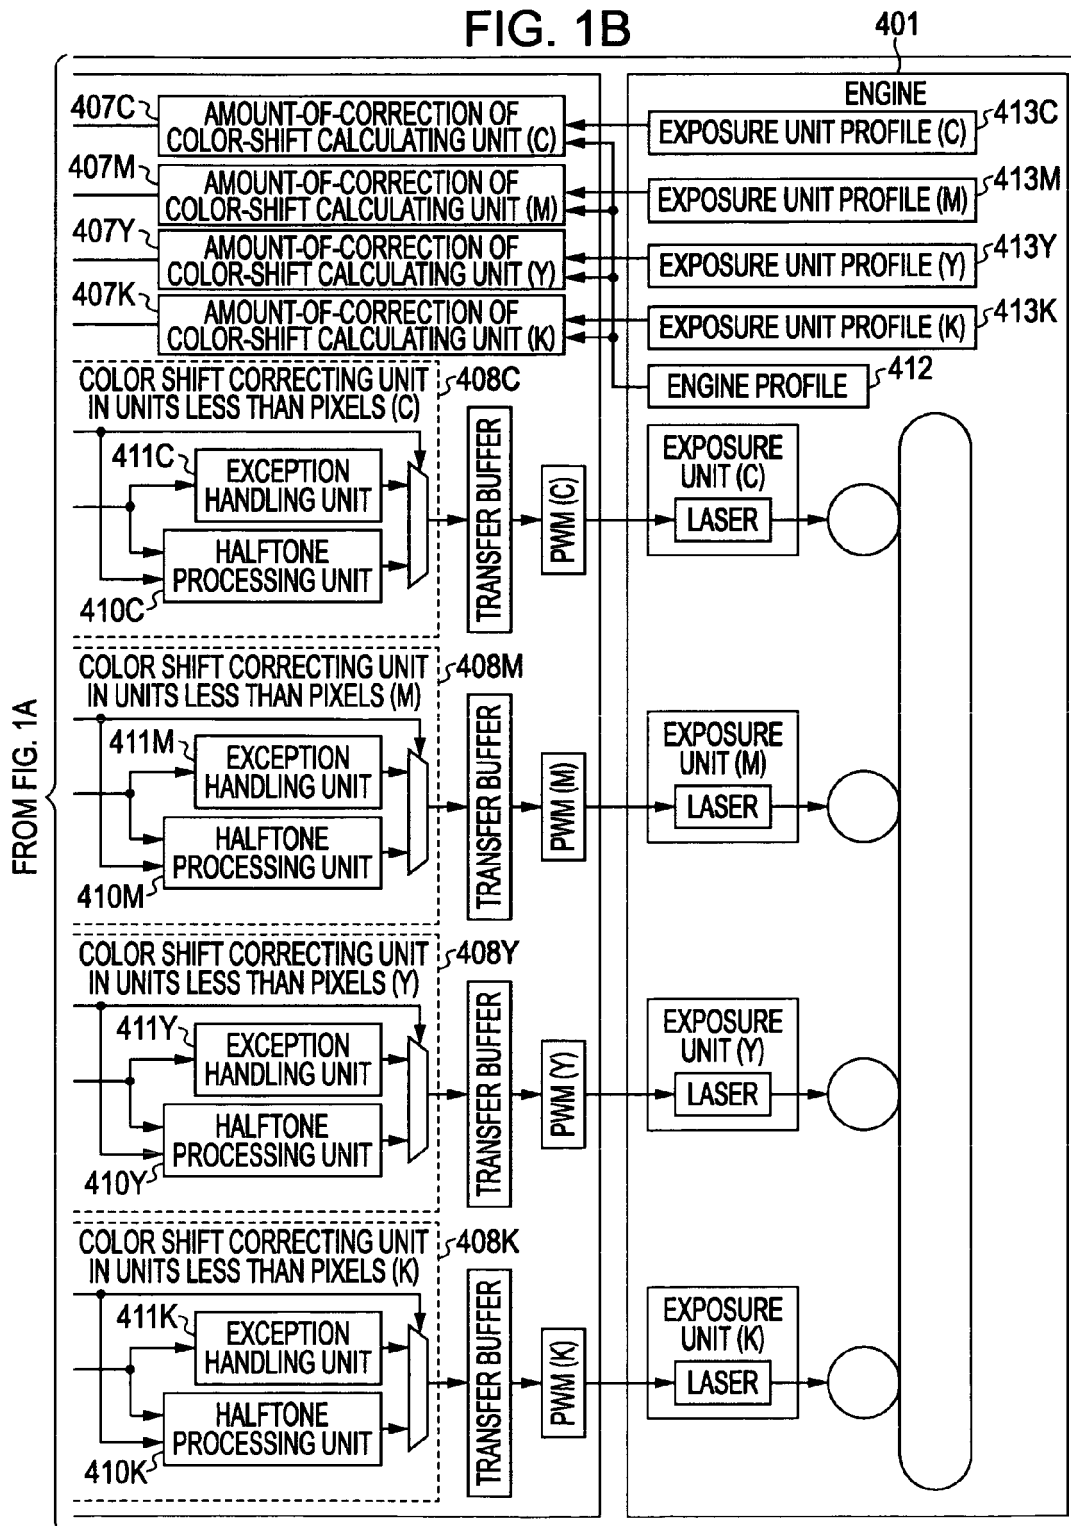 FIG. 1B
401
ENGINE
407C
AMOUNT-OF-CORRECTION OF
COLOR-SHIFT CALCULATING UNIT (C)
EXPOSURE UNIT PROFILE (C)
413C
407M
AMOUNT-OF-CORRECTION OF
COLOR-SHIFT CALCULATING UNIT (M)
EXPOSURE UNIT PROFILE (M)
413M
407Y
AMOUNT-OF-CORRECTION OF
COLOR-SHIFT CALCULATING UNIT (Y)
EXPOSURE UNIT PROFILE (Y)
413Y
407K
AMOUNT-OF-CORRECTION OF
COLOR-SHIFT CALCULATING UNIT (K)
EXPOSURE UNIT PROFILE (K)
413K
ENGINE PROFILE
412
FROM FIG. 1A
COLOR SHIFT CORRECTING UNIT
IN UNITS LESS THAN PIXELS (C)
408C
411C
EXCEPTION
HANDLING UNIT
HALFTONE
PROCESSING UNIT
410C
TRANSFER BUFFER
PWM (C)
EXPOSURE
UNIT (C)
LASER
COLOR SHIFT CORRECTING UNIT
IN UNITS LESS THAN PIXELS (M)
408M
411M
EXCEPTION
HANDLING UNIT
HALFTONE
PROCESSING UNIT
410M
TRANSFER BUFFER
PWM (M)
EXPOSURE
UNIT (M)
LASER
COLOR SHIFT CORRECTING UNIT
IN UNITS LESS THAN PIXELS (Y)
408Y
411Y
EXCEPTION
HANDLING UNIT
HALFTONE
PROCESSING UNIT
410Y
TRANSFER BUFFER
PWM (Y)
EXPOSURE
UNIT (Y)
LASER
COLOR SHIFT CORRECTING UNIT
IN UNITS LESS THAN PIXELS (K)
408K
411K
EXCEPTION
HANDLING UNIT
HALFTONE
PROCESSING UNIT
410K
TRANSFER BUFFER
PWM (K)
EXPOSURE
UNIT (K)
LASER